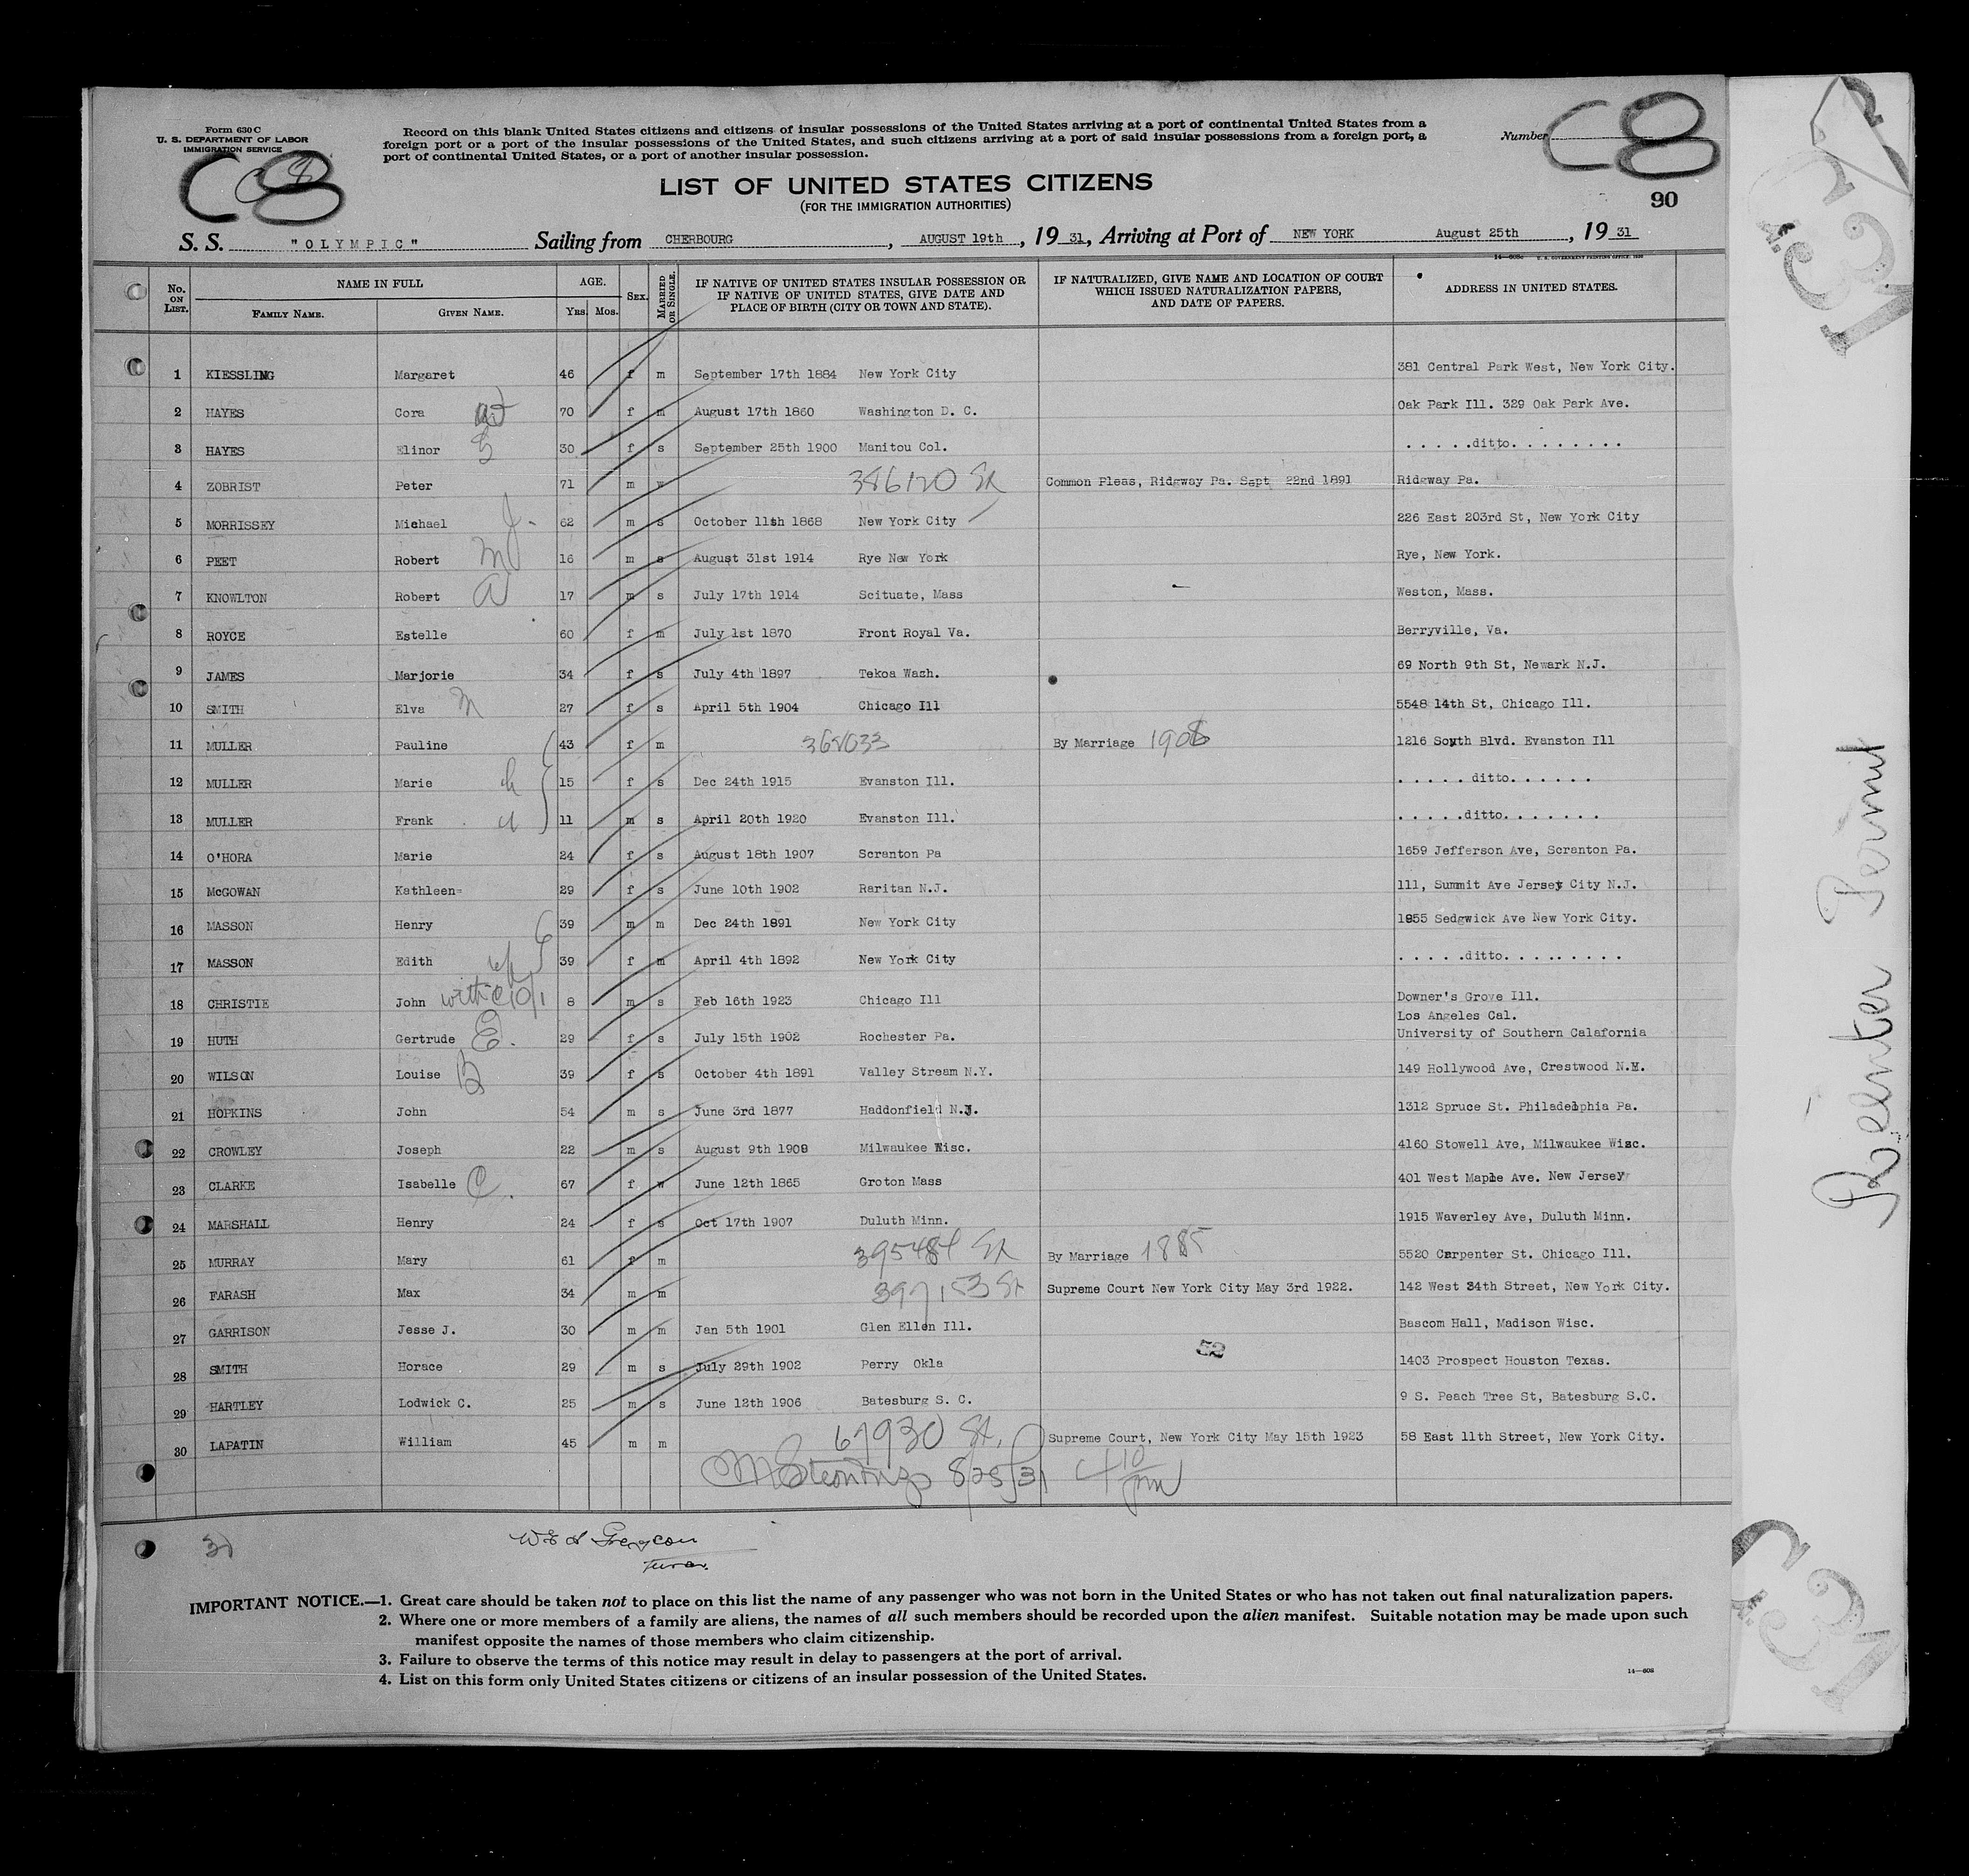 Form 630 C
U. S. DEPARTMENT OF LABOR
IMMIGRATION SERVICE
C8
Record on this blank United States citizens and citizens of insular possessions of the United States arriving at a port of continental United States from a
foreign port or a port of the insular possessions of the United States, and such citizens arriving at a port of said insular possessions from a foreign port, a
port of continental United States, or a port of another insular possession.
Number C8
LIST OF UNITED STATES CITIZENS
(FOR THE IMMIGRATION AUTHORITIES)
90
S. S. "OLYMPIC" Sailing from CHERBOURG, AUGUST 19th, 19 31, Arriving at Port of NEW YORK August 25th, 19 31
No. ON LIST. NAME IN FULL FAMILY NAME. GIVEN NAME. AGE. Yrs. Mos. SEX. MARRIED OR SINGLE. IF NATIVE OF UNITED STATES INSULAR POSSESSION OR IF NATIVE OF UNITED STATES, GIVE DATE AND PLACE OF BIRTH (CITY OR TOWN AND STATE). IF NATURALIZED, GIVE NAME AND LOCATION OF COURT WHICH ISSUED NATURALIZATION PAPERS, AND DATE OF PAPERS. ADDRESS IN UNITED STATES.
1 KIESSLING Margaret 46 f m September 17th 1884 New York City 381 Central Park West, New York City.
2 HAYES Cora 70 f m August 17th 1860 Washington D. C. Oak Park Ill. 329 Oak Park Ave.
3 HAYES Elinor G 30 f s September 25th 1900 Manitou Col. . . . . .ditto. . . . . . . .
4 ZOBRIST Peter 71 m w 386120 St Common Pleas, Ridgway Pa. Sept 22nd 1891 Ridgway Pa.
5 MORRISSEY Michael J. 62 m s October 11th 1868 New York City 226 East 203rd St, New York City
6 PEET Robert M 16 m s August 31st 1914 Rye New York Rye, New York.
7 KNOWLTON Robert A 17 m s July 17th 1914 Scituate, Mass Weston, Mass.
8 ROYCE Estelle 60 f m July 1st 1870 Front Royal Va. Berryville, Va.
9 JAMES Marjorie 34 f s July 4th 1897 Tekoa Wash. 69 North 9th St, Newark N.J.
10 SMITH Elva M 27 f s April 5th 1904 Chicago Ill 5548 14th St, Chicago Ill.
11 MULLER Pauline 43 f m 362033 By Marriage 1908 1216 South Blvd. Evanston Ill
12 MULLER Marie 15 f s Dec 24th 1915 Evanston Ill. . . . . . ditto. . . . . .
13 MULLER Frank 11 m s April 20th 1920 Evanston Ill. . . . . .ditto. . . . . . .
14 O'HORA Marie 24 f s August 18th 1907 Scranton Pa 1659 Jefferson Ave, Scranton Pa.
15 McGOWAN Kathleen 29 f s June 10th 1902 Raritan N.J. 111, Summit Ave Jersey City N.J.
16 MASSON Henry 39 m m Dec 24th 1891 New York City 1855 Sedgwick Ave New York City.
17 MASSON Edith 39 f m April 4th 1892 New York City . . . . .ditto. . . . . . . . .
18 CHRISTIE John with C10/1 8 m s Feb 16th 1923 Chicago Ill Downer's Grove Ill.
Los Angeles Cal.
19 HUTH Gertrude E. 29 f s July 15th 1902 Rochester Pa. University of Southern Calafornia
20 WILSON Louise B 39 f s October 4th 1891 Valley Stream N.Y. 149 Hollywood Ave, Crestwood N.Y.
21 HOPKINS John 54 m s June 3rd 1877 Haddonfield N.J. 1312 Spruce St. Philadelphia Pa.
22 CROWLEY Joseph 22 m s August 9th 1908 Milwaukee Wisc. 4160 Stowell Ave, Milwaukee Wisc.
23 CLARKE Isabelle C. 67 f w June 12th 1865 Groton Mass 401 West Maple Ave. New Jersey
24 MARSHALL Henry 24 f s Oct 17th 1907 Duluth Minn. 1915 Waverley Ave, Duluth Minn.
25 MURRAY Mary 61 f m 395484 St By Marriage 1885 5520 Carpenter St. Chicago Ill.
26 FARASH Max 34 m m 397153 St Supreme Court New York City May 3rd 1922. 142 West 34th Street, New York City.
27 GARRISON Jesse J. 30 m m Jan 5th 1901 Glen Ellen Ill. Bascom Hall, Madison Wisc.
52
28 SMITH Horace 29 m s July 29th 1902 Perry Okla 1403 Prospect Houston Texas.
29 HARTLEY Lodwick C. 25 m s June 12th 1906 Batesburg S. C. 9 S. Peach Tree St, Batesburg S.C.
30 LAPATIN William 45 m m 67930 St. Supreme Court, New York City May 15th 1923 58 East 11th Street, New York City.
8/25/31 4 10 pm
IMPORTANT NOTICE.—1. Great care should be taken not to place on this list the name of any passenger who was not born in the United States or who has not taken out final naturalization papers.
2. Where one or more members of a family are aliens, the names of all such members should be recorded upon the alien manifest. Suitable notation may be made upon such
manifest opposite the names of those members who claim citizenship.
3. Failure to observe the terms of this notice may result in delay to passengers at the port of arrival.
4. List on this form only United States citizens or citizens of an insular possession of the United States.
14—608
Reënter Permit